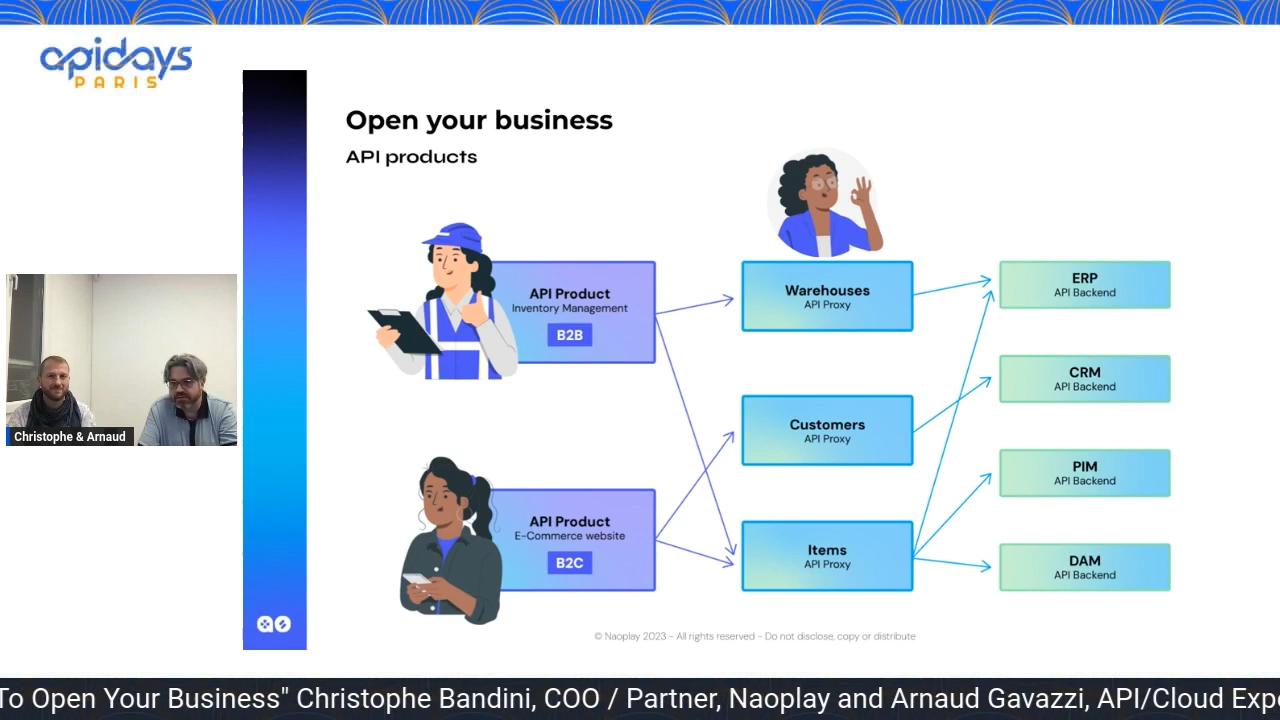 apidays
PARIS
Open your business
API products
API Product
Inventory Management
B2B
Warehouses
API Proxy
ERP
API Backend
CRM
API Backend
Customers
API Proxy
PIM
API Backend
API Product
E-Commerce website
B2C
Items
API Proxy
DAM
API Backend
Christophe & Arnaud
© Naoplay 2023 - All rights reserved - Do not disclose, copy or distribute
To Open Your Business" Christophe Bandini, COO / Partner, Naoplay and Arnaud Gavazzi, API/Cloud Expe